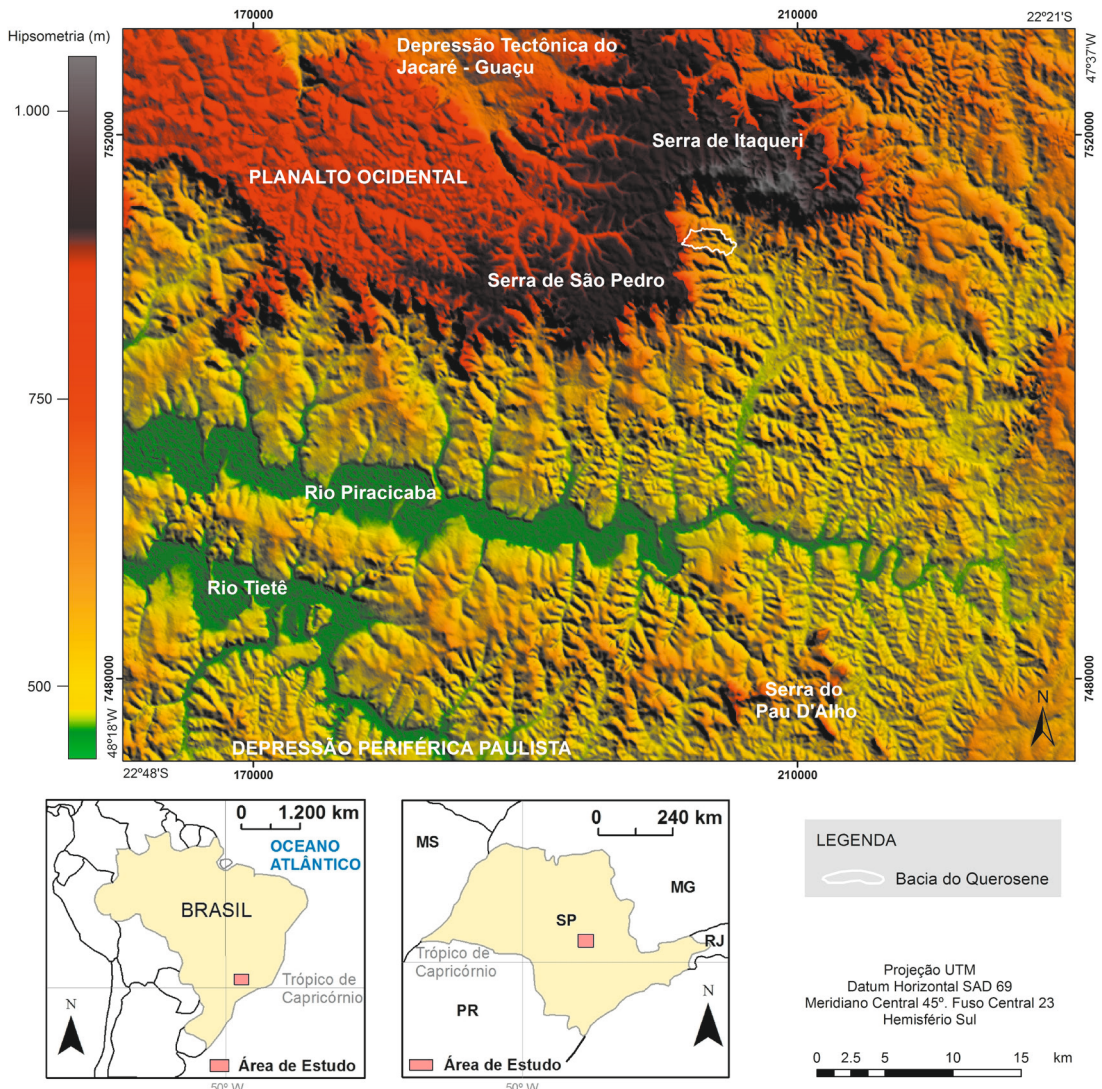 170000
210000
22º21'S
Hipsometria (m)
47º37'W
Depressão Tectônica do
Jacaré - Guaçu
1.000
7520000
Serra de Itaqueri
7520000
PLANALTO OCIDENTAL
Serra de São Pedro
750
Rio Piracicaba
Rio Tietê
500
7480000
7480000
Serra do
Pau D'Alho
N
48º18'W
DEPRESSÃO PERIFÉRICA PAULISTA
22º48'S
170000
210000
0 1.200 km
OCEANO
ATLÂNTICO
BRASIL
Trópico de
Capricórnio
N
Área de Estudo
50º W
0 240 km
MS
MG
SP
RJ
Trópico de
Capricórnio
PR
N
Área de Estudo
50º W
LEGENDA
Bacia do Querosene
Projeção UTM
Datum Horizontal SAD 69
Meridiano Central 45º. Fuso Central 23
Hemisfério Sul
0 2.5 5 10 15 km